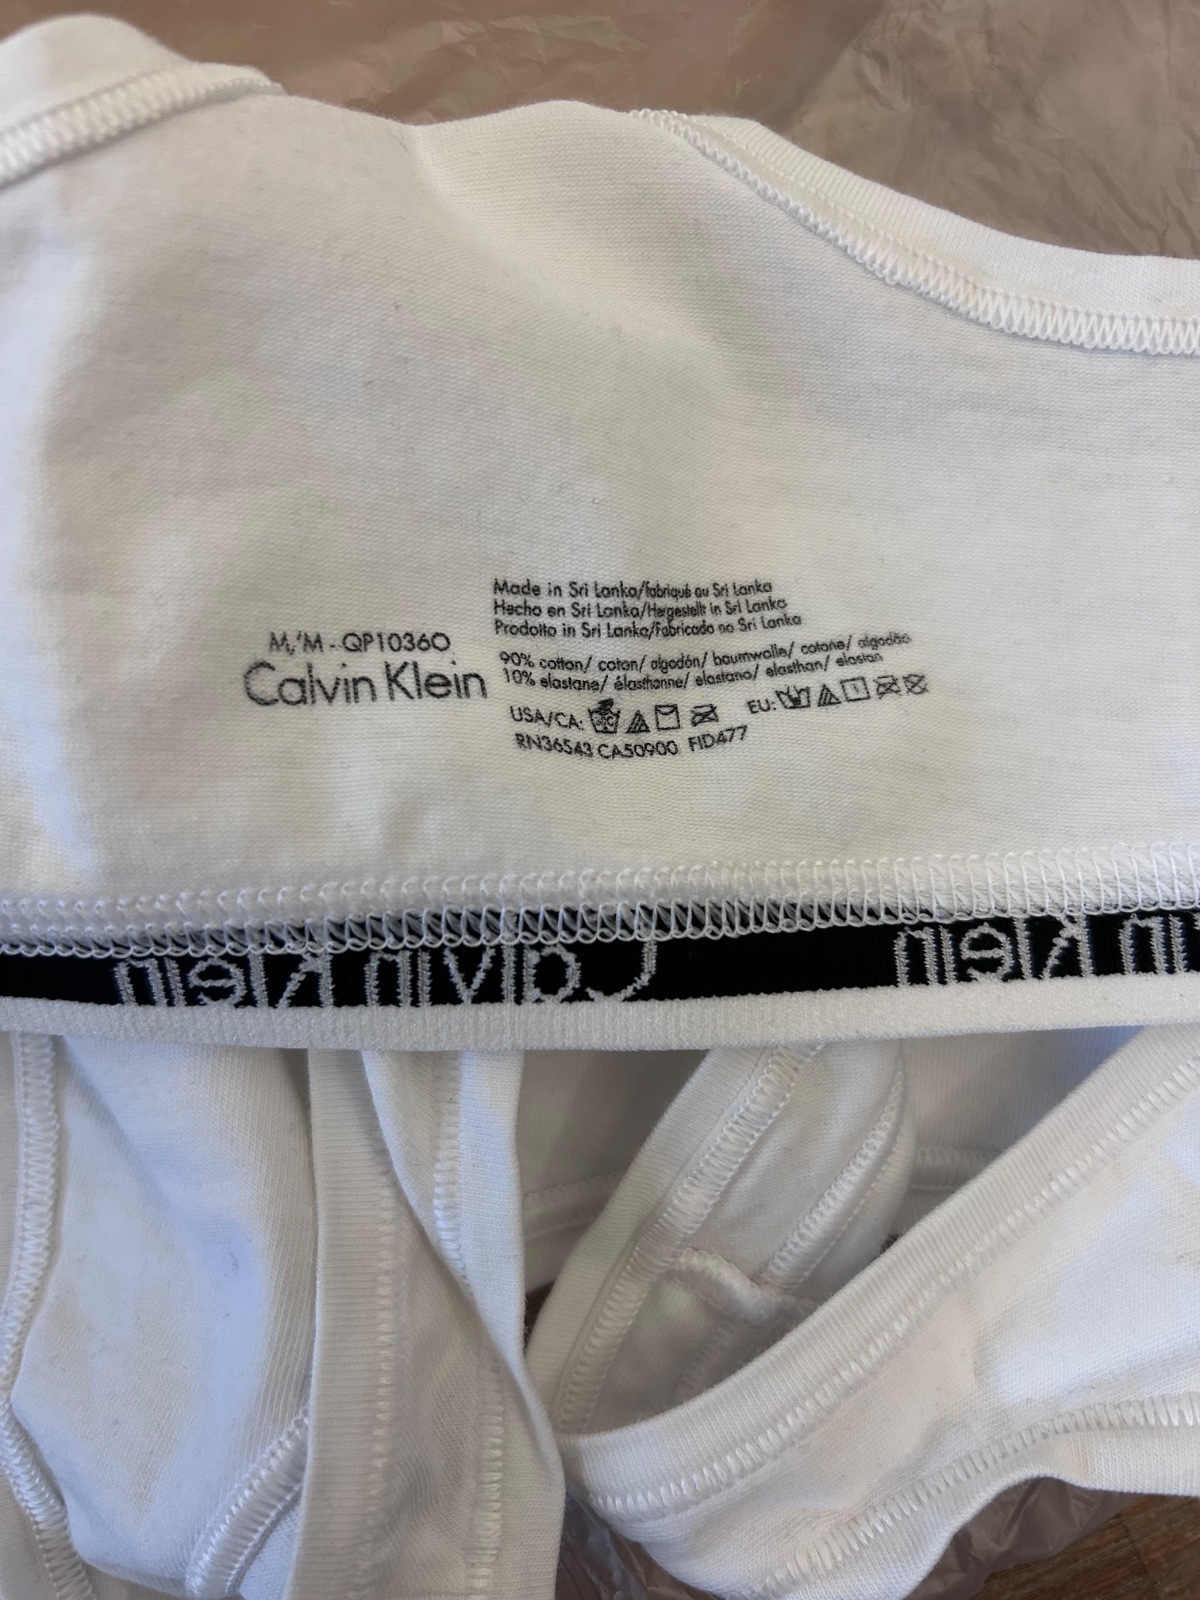 M/M - QP1036O
Calvin Klein
Made in Sri Lanka/fabriqué au Sri Lanka
Hecho en Sri Lanka/Hergestellt in Sri Lanka
Prodotto in Sri Lanka/Fabricado no Sri Lanka
90% cotton/ coton/ algodón/ baumwolle/ cotone/ algodão
10% elastane/ élasthanne/ elastano/ elasthan/ elastan
USA/CA:
EU:
RN36543 CA50900 FID477
Calvin Klein